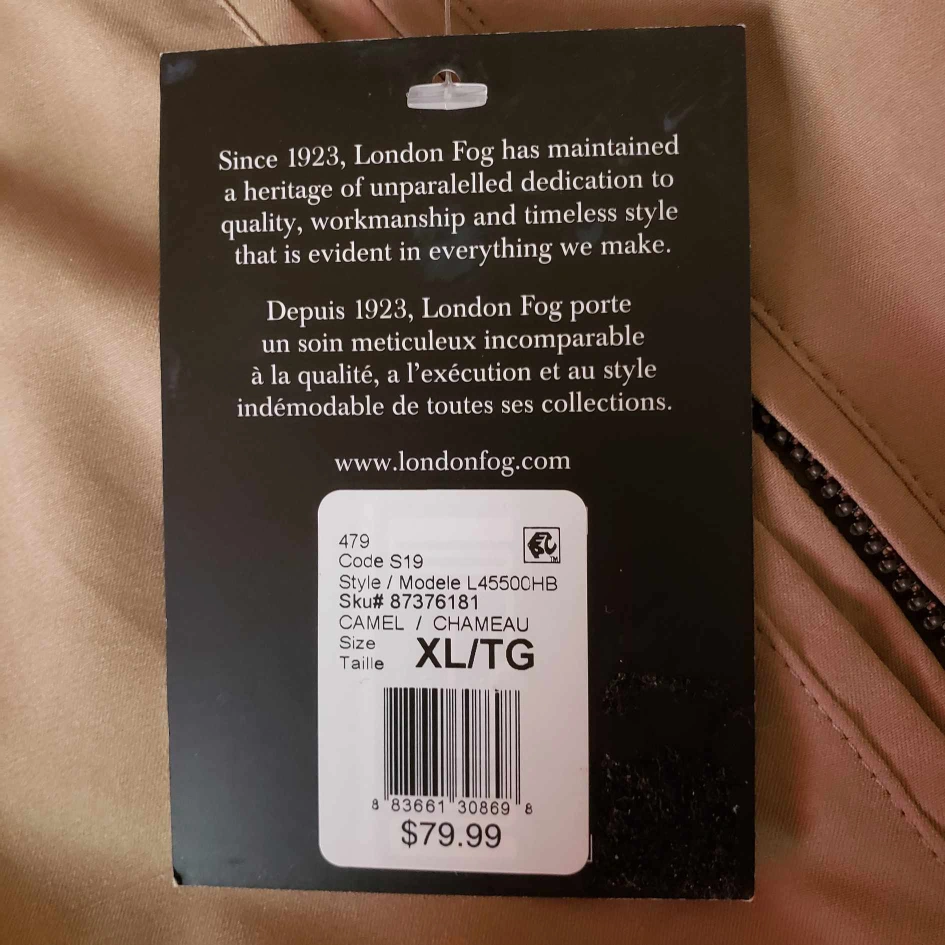 Since 1923, London Fog has maintained
a heritage of unparalelled dedication to
quality, workmanship and timeless style
that is evident in everything we make.
Depuis 1923, London Fog porte
un soin meticuleux incomparable
à la qualité, a l'exécution et au style
indémodable de toutes ses collections.
www.londonfog.com
479
Code S19
Style / Modele L45500HB
Sku# 87376181
CAMEL / CHAMEAU
Size
Taille XL/TG
8 83661 30869 8
$79.99